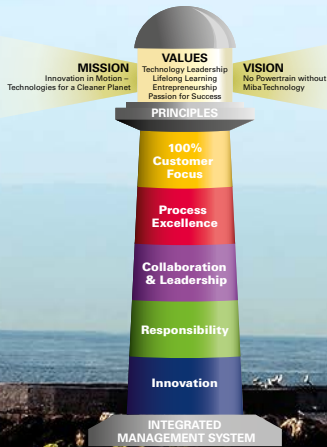 MISSION
Innovation in Motion –
Technologies for a Cleaner Planet
VALUES
Technology Leadership
Lifelong Learning
Entrepreneurship
Passion for Success
VISION
No Powertrain without
Miba Technology
PRINCIPLES
100%
Customer
Focus
Process
Excellence
Collaboration
& Leadership
Responsibility
Innovation
INTEGRATED
MANAGEMENT SYSTEM